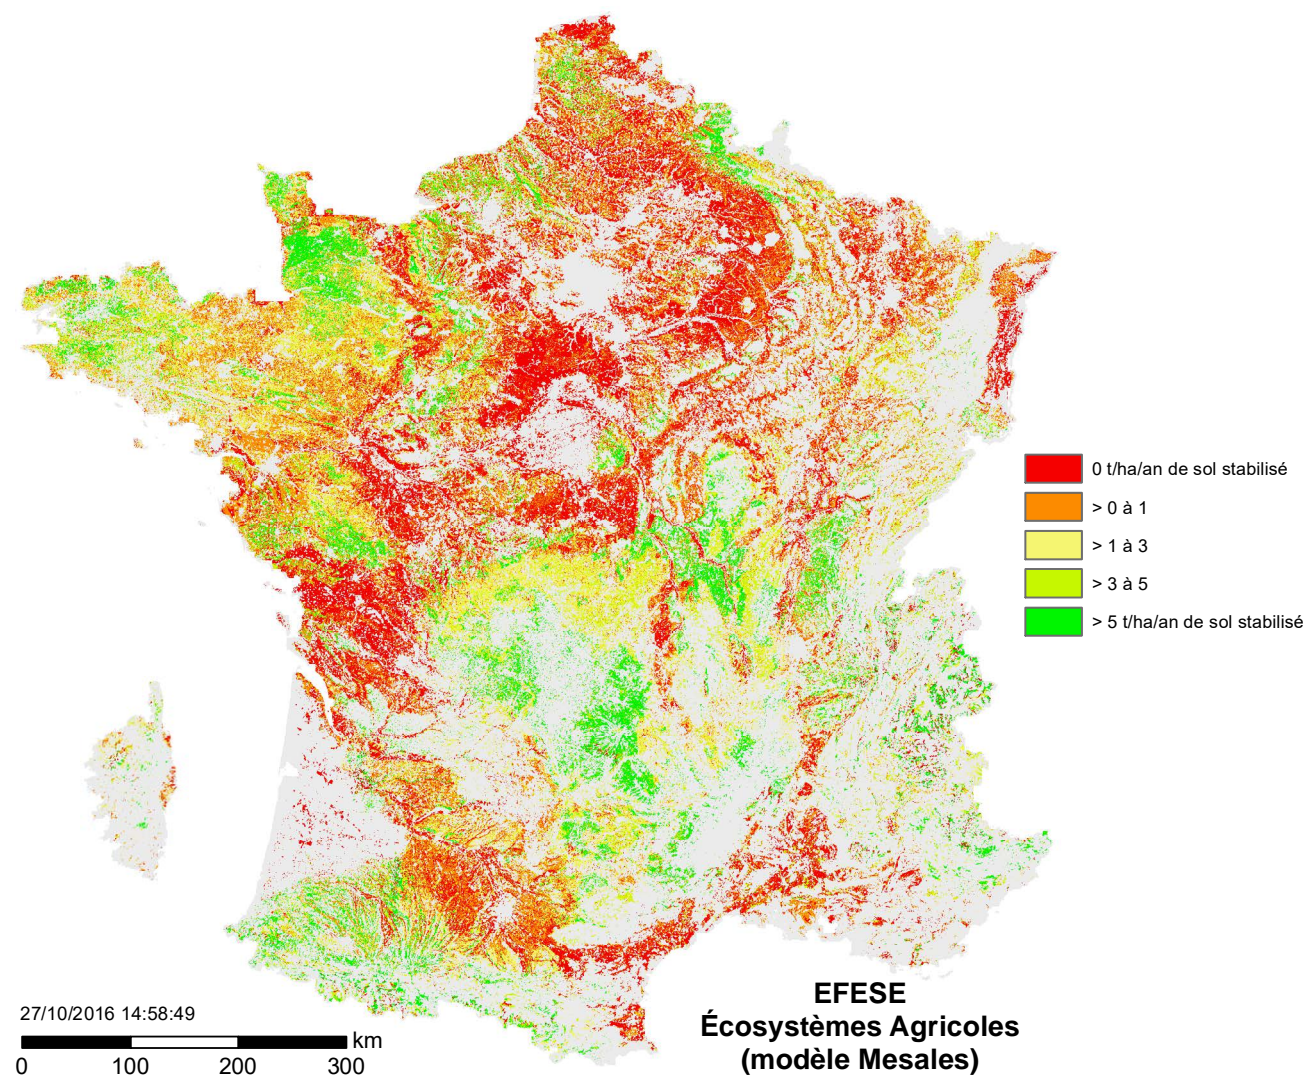 0 t/ha/an de sol stabilisé
> 0 à 1
> 1 à 3
> 3 à 5
> 5 t/ha/an de sol stabilisé
27/10/2016 14:58:49
km
0 100 200 300
EFESE
Écosystèmes Agricoles
(modèle Mesales)